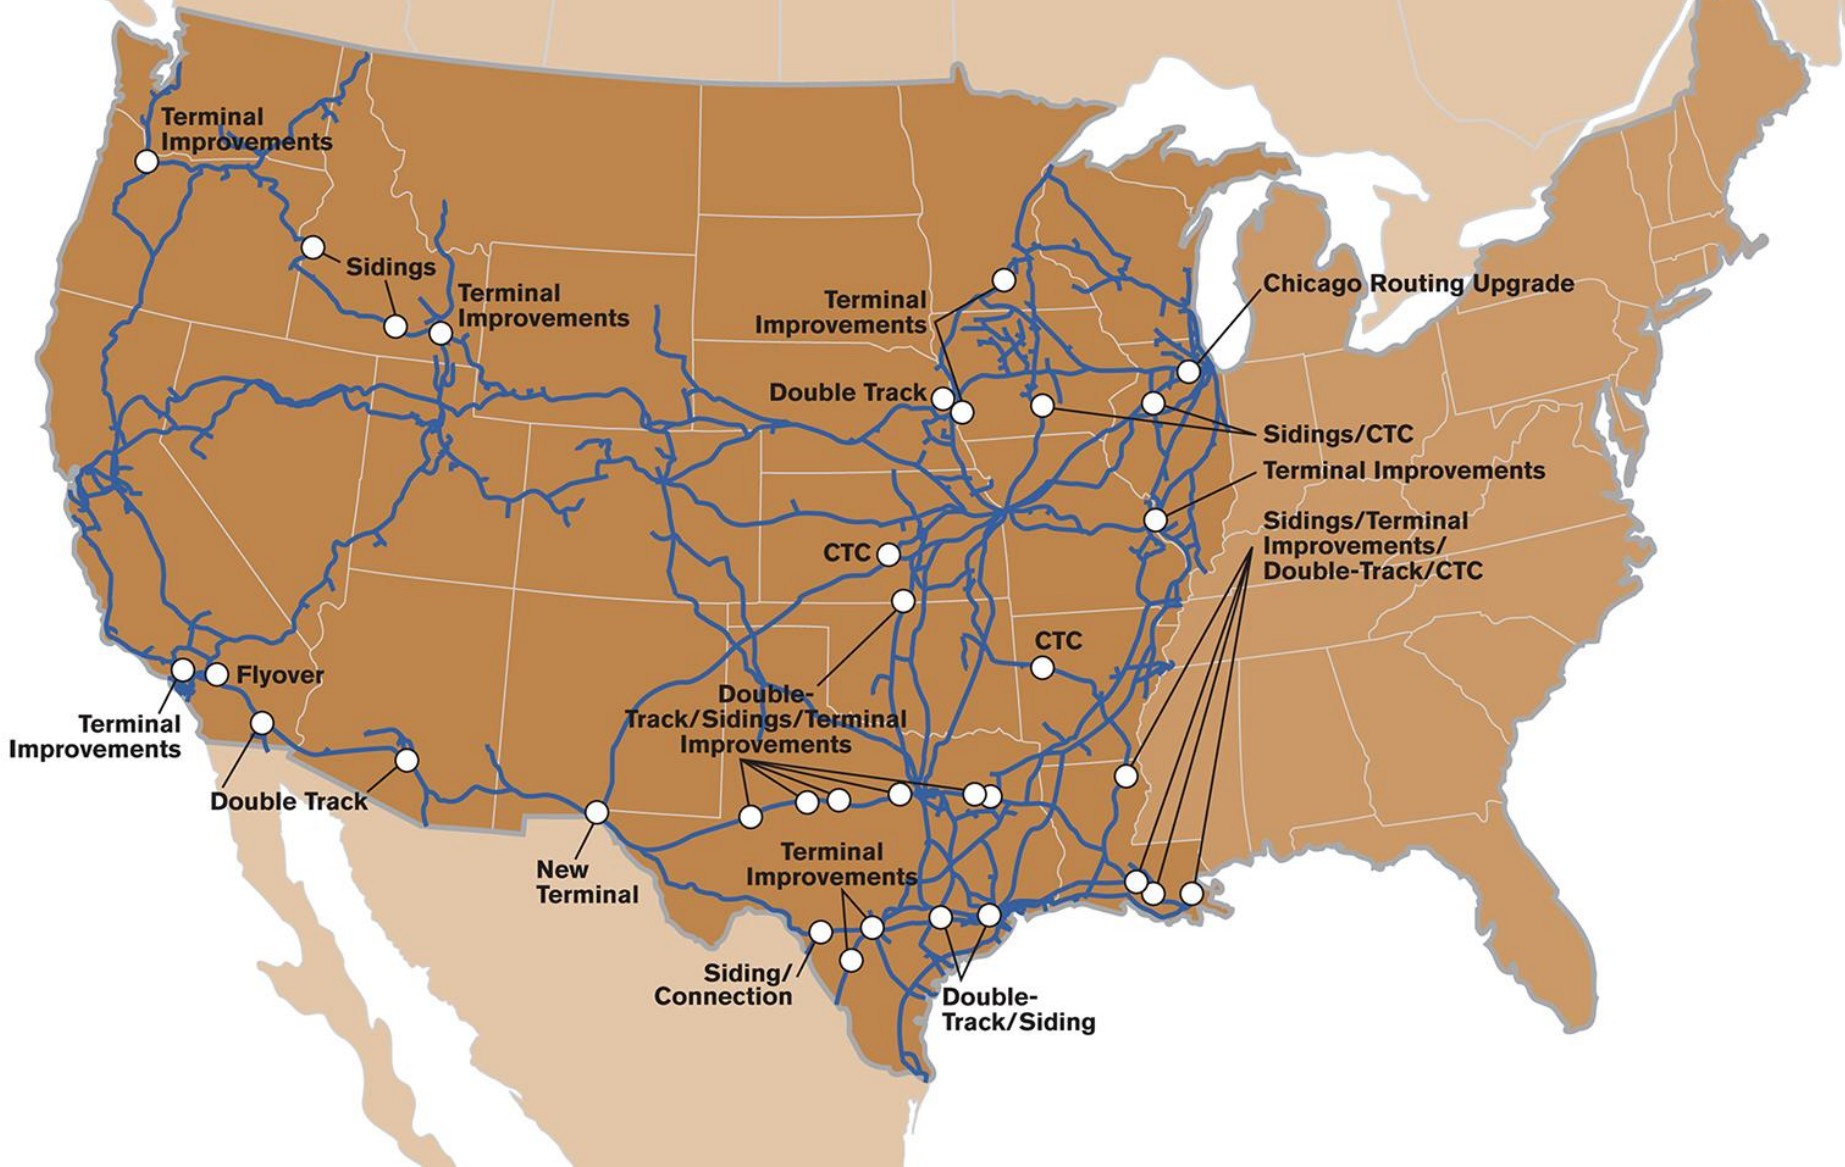 Terminal
Improvements
Sidings
Terminal
Improvements
Terminal
Improvements
Chicago Routing Upgrade
Double Track
Sidings/CTC
Terminal Improvements
Sidings/Terminal
Improvements/
Double-Track/CTC
CTC
CTC
Flyover
Double-
Track/Sidings/Terminal
Improvements
Terminal
Improvements
Double Track
New
Terminal
Terminal
Improvements
Siding/
Connection
Double-
Track/Siding